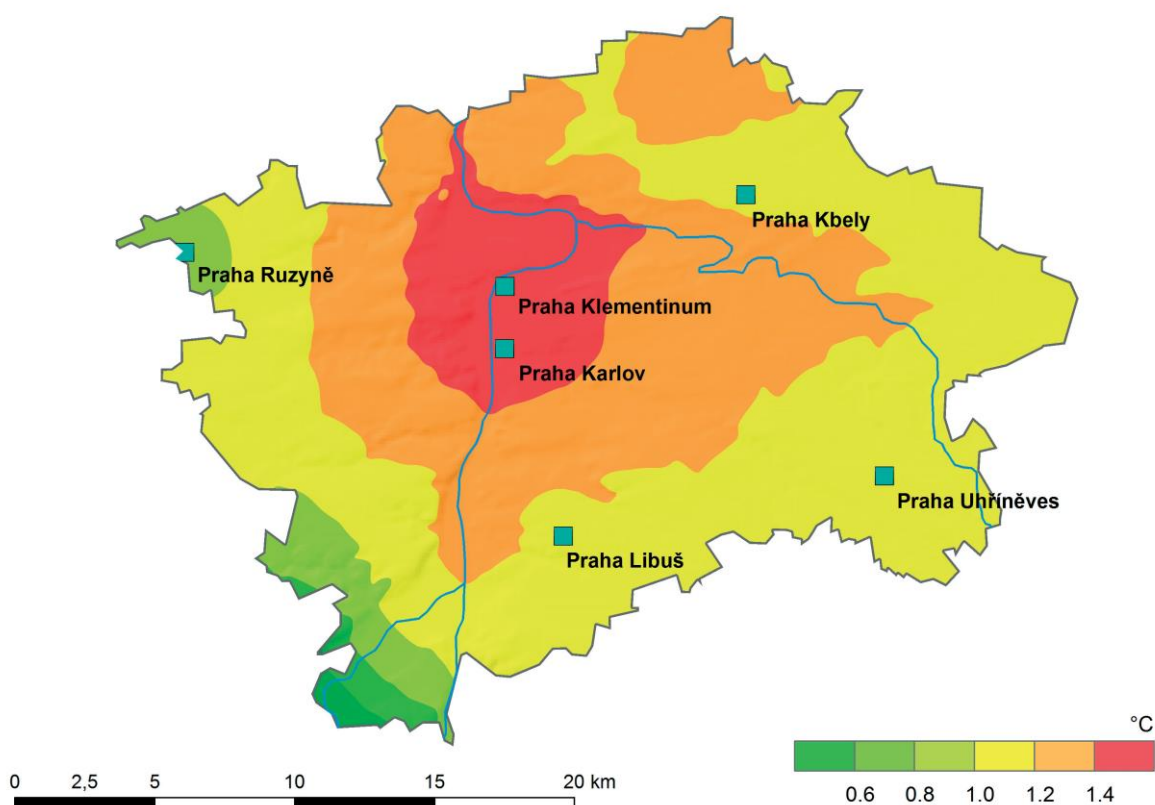 Praha Kbely
Praha Ruzyně
Praha Klementinum
Praha Karlov
Praha Uhříněves
Praha Libuš
°C
0 2,5 5 10 15 20 km
0.6 0.8 1.0 1.2 1.4